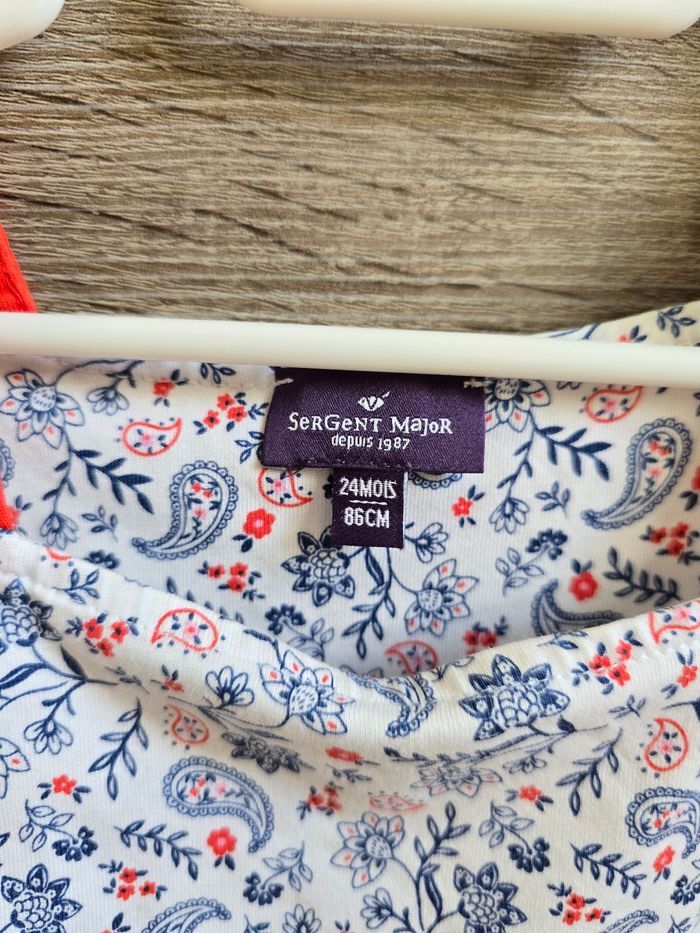 Sergent Major
depuis 1987
24MOIS
86CM